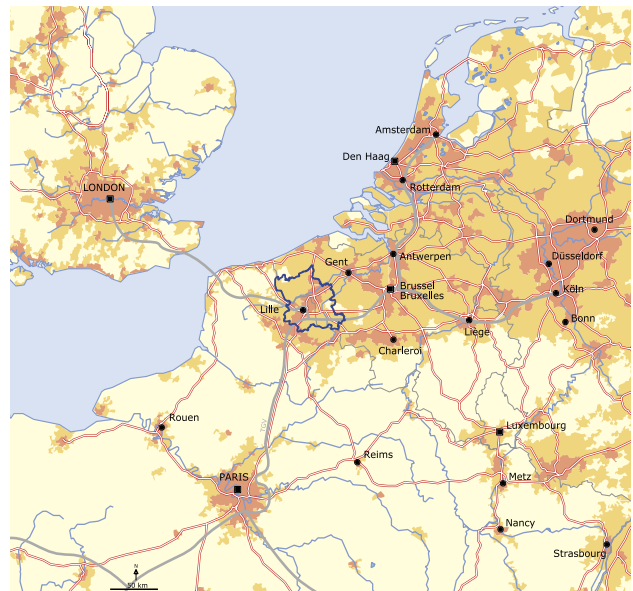 Amsterdam
Den Haag
LONDON
Rotterdam
Dortmund
Antwerpen
Düsseldorf
Gent
Brussel
Bruxelles
Köln
Lille
Bonn
Liège
Charleroi
Rouen
TGV
Luxembourg
Reims
PARIS
Metz
Nancy
Strasbourg
N
50 km